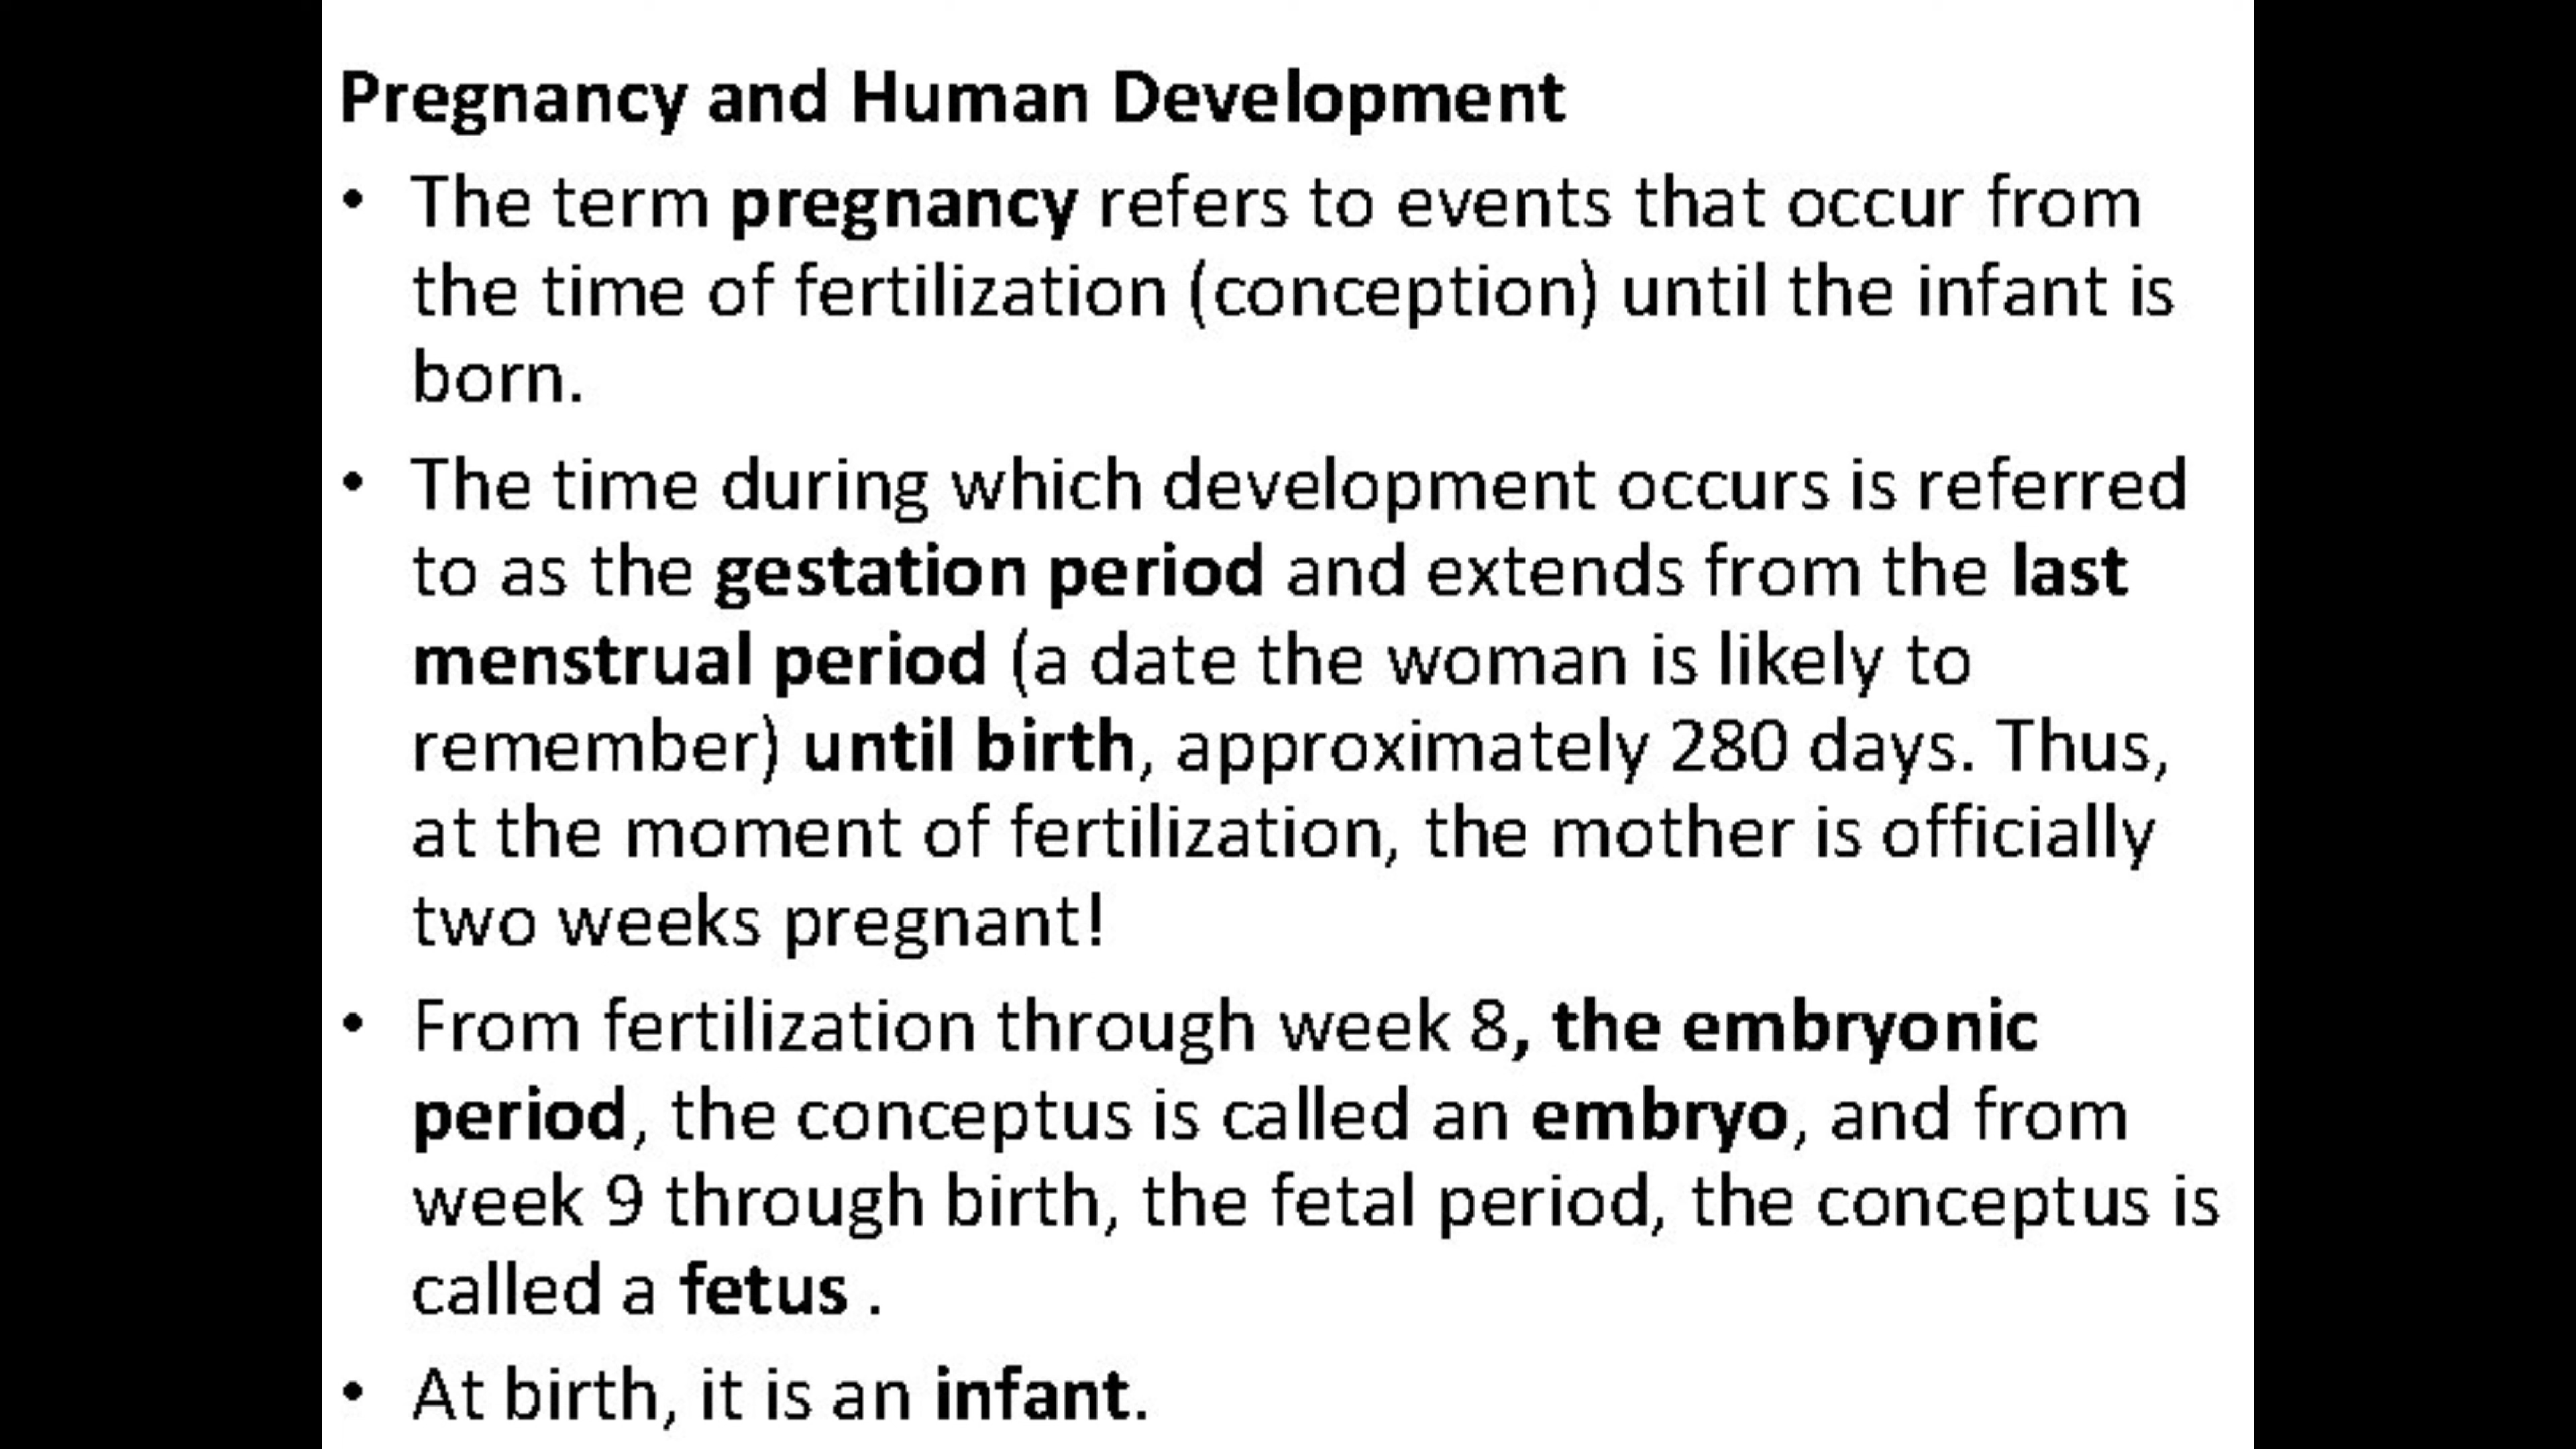 Pregnancy and Human Development
• The term pregnancy refers to events that occur from
the time of fertilization (conception) until the infant is
born.
• The time during which development occurs is referred
to as the gestation period and extends from the last
menstrual period (a date the woman is likely to
remember) until birth, approximately 280 days. Thus,
at the moment of fertilization, the mother is officially
two weeks pregnant!
• From fertilization through week 8, the embryonic
period, the conceptus is called an embryo, and from
week 9 through birth, the fetal period, the conceptus is
called a fetus .
• At birth, it is an infant.